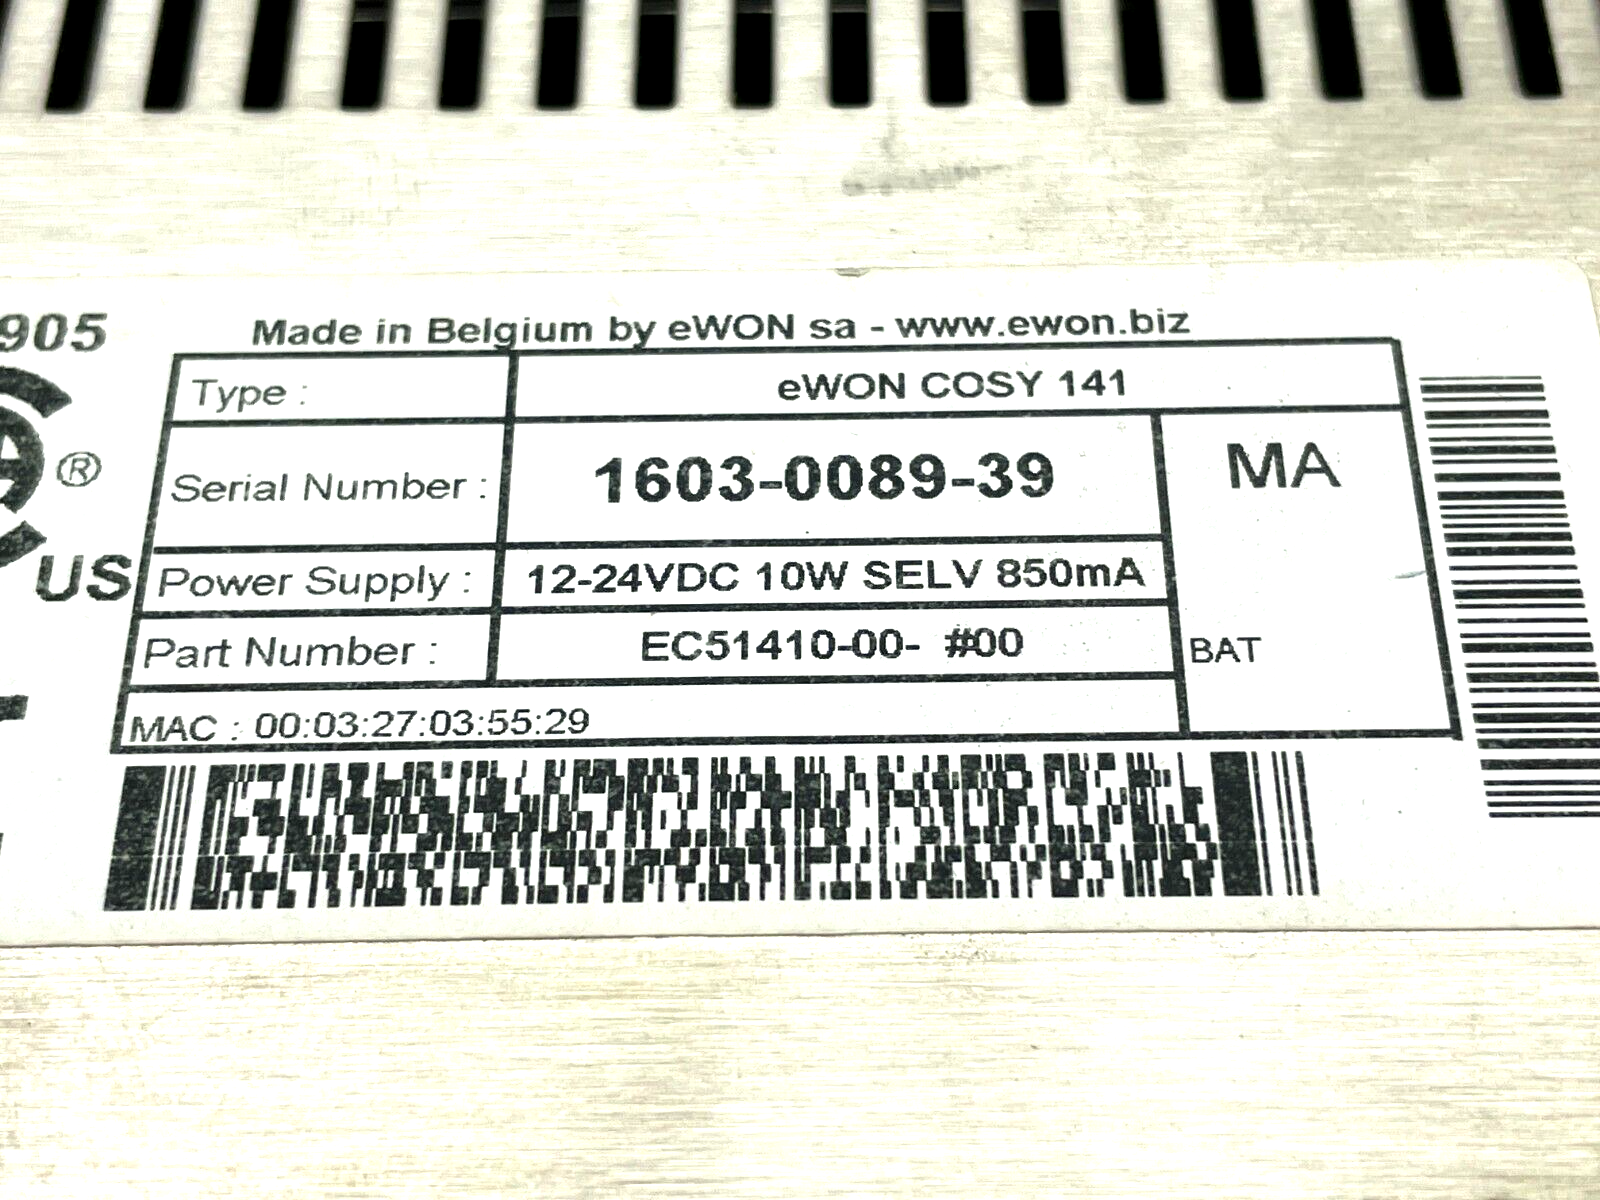 905
Made in Belgium by eWON sa - www.ewon.biz
Type : eWON COSY 141
Serial Number : 1603-0089-39
MA
®
US
Power Supply : 12-24VDC 10W SELV 850mA
Part Number : EC51410-00- #00
BAT
MAC : 00:03:27:03:55:29